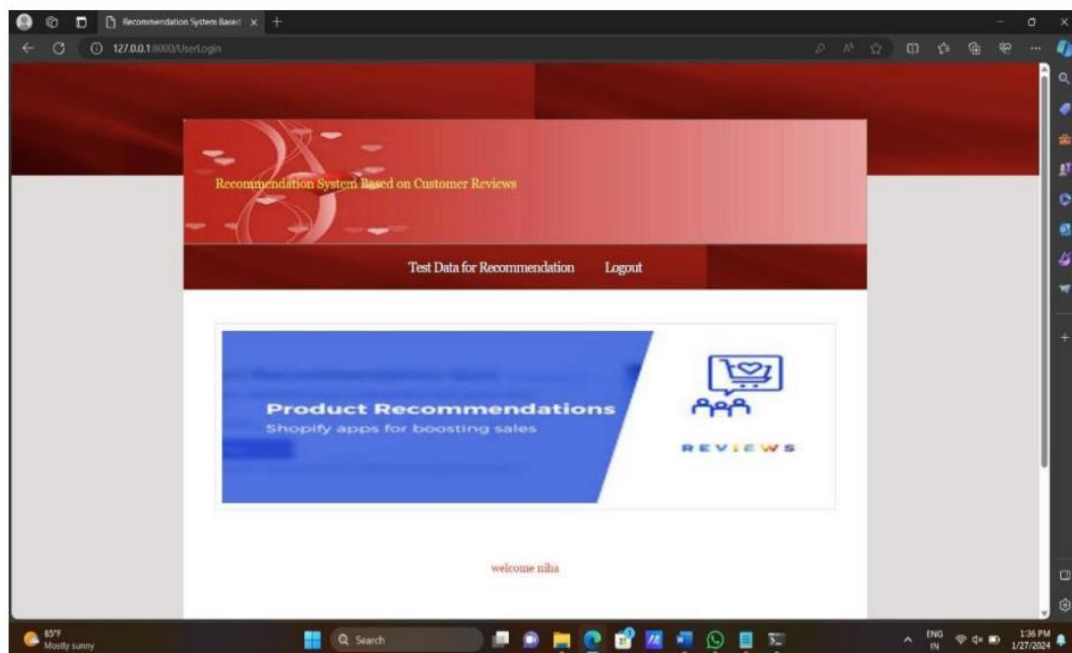 Recommendation System Based
127.0.0.1:8000/UserLogin
Recommendation System Based on Customer Reviews
Test Data for Recommendation Logout
Product Recommendations
Shopify apps for boosting sales
REVIEWS
welcome niha
85°F
Mostly sunny
Search
ENG
IN
1:36 PM
1/27/2024